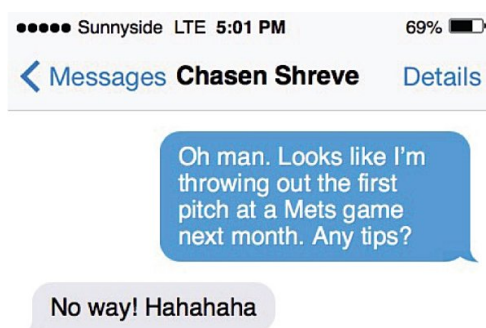 Sunnyside LTE 5:01 PM 69%
Messages Chasen Shreve Details
Oh man. Looks like I'm
throwing out the first
pitch at a Mets game
next month. Any tips?
No way! Hahahaha